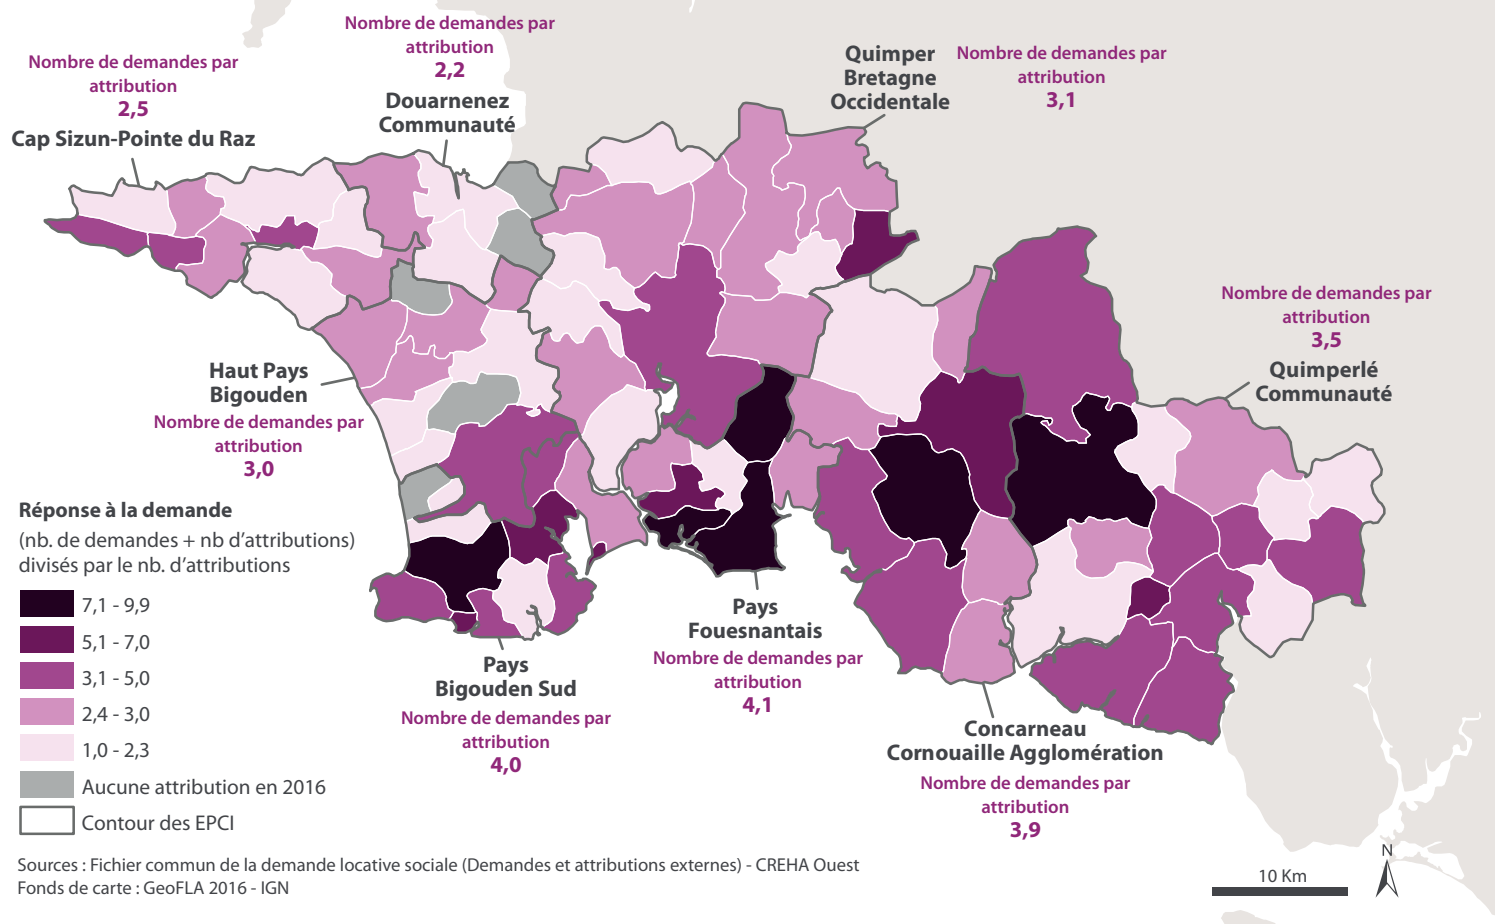 Nombre de demandes par
attribution
2,5
Cap Sizun-Pointe du Raz
Nombre de demandes par
attribution
2,2
Douarnenez
Communauté
Quimper
Bretagne
Occidentale
Nombre de demandes par
attribution
3,1
Nombre de demandes par
attribution
3,5
Quimperlé
Communauté
Haut Pays
Bigouden
Nombre de demandes par
attribution
3,0
Pays
Bigouden Sud
Nombre de demandes par
attribution
4,0
Pays
Fouesnantais
Nombre de demandes par
attribution
4,1
Concarneau
Cornouaille Agglomération
Nombre de demandes par
attribution
3,9
Réponse à la demande
(nb. de demandes + nb d’attributions)
divisés par le nb. d’attributions
7,1 - 9,9
5,1 - 7,0
3,1 - 5,0
2,4 - 3,0
1,0 - 2,3
Aucune attribution en 2016
Contour des EPCI
Sources : Fichier commun de la demande locative sociale (Demandes et attributions externes) - CREHA Ouest
Fonds de carte : GeoFLA 2016 - IGN
10 Km
N